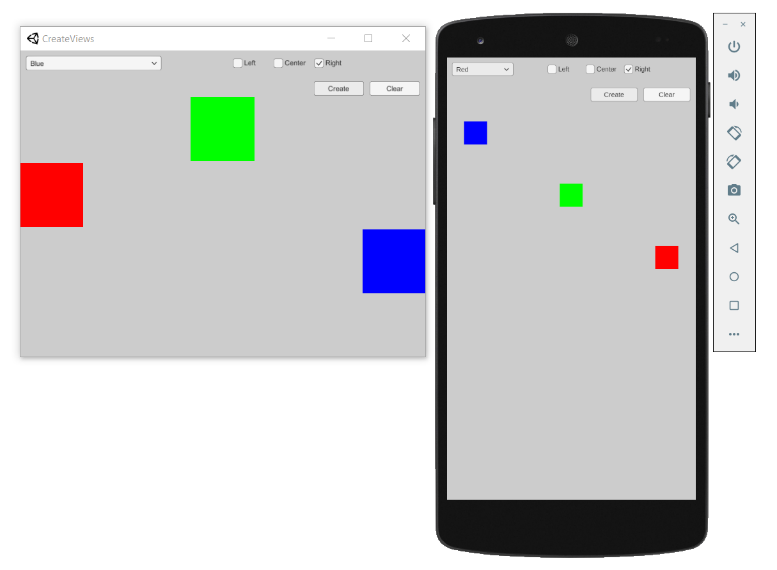 CreateViews
Blue
Left
Center
Right
Create
Clear
Red
Left
Center
Right
Create
Clear